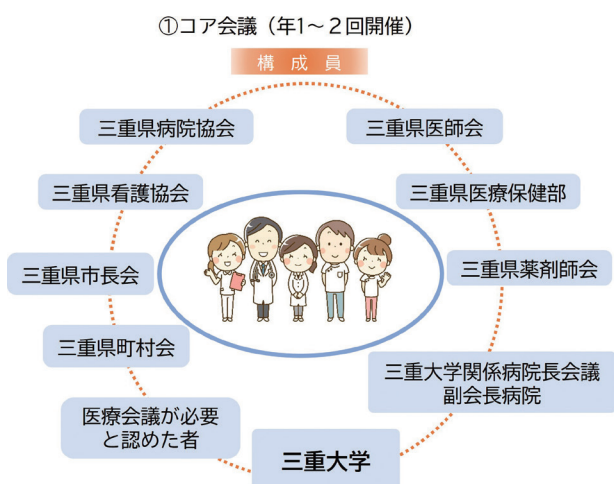 ①コア会議（年1～2回開催）
構成員
三重県病院協会
三重県医師会
三重県看護協会
三重県医療保健部
三重県市長会
三重県薬剤師会
三重県町村会
三重大学関係病院長会議
副会長病院
医療会議が必要
と認めた者
三重大学